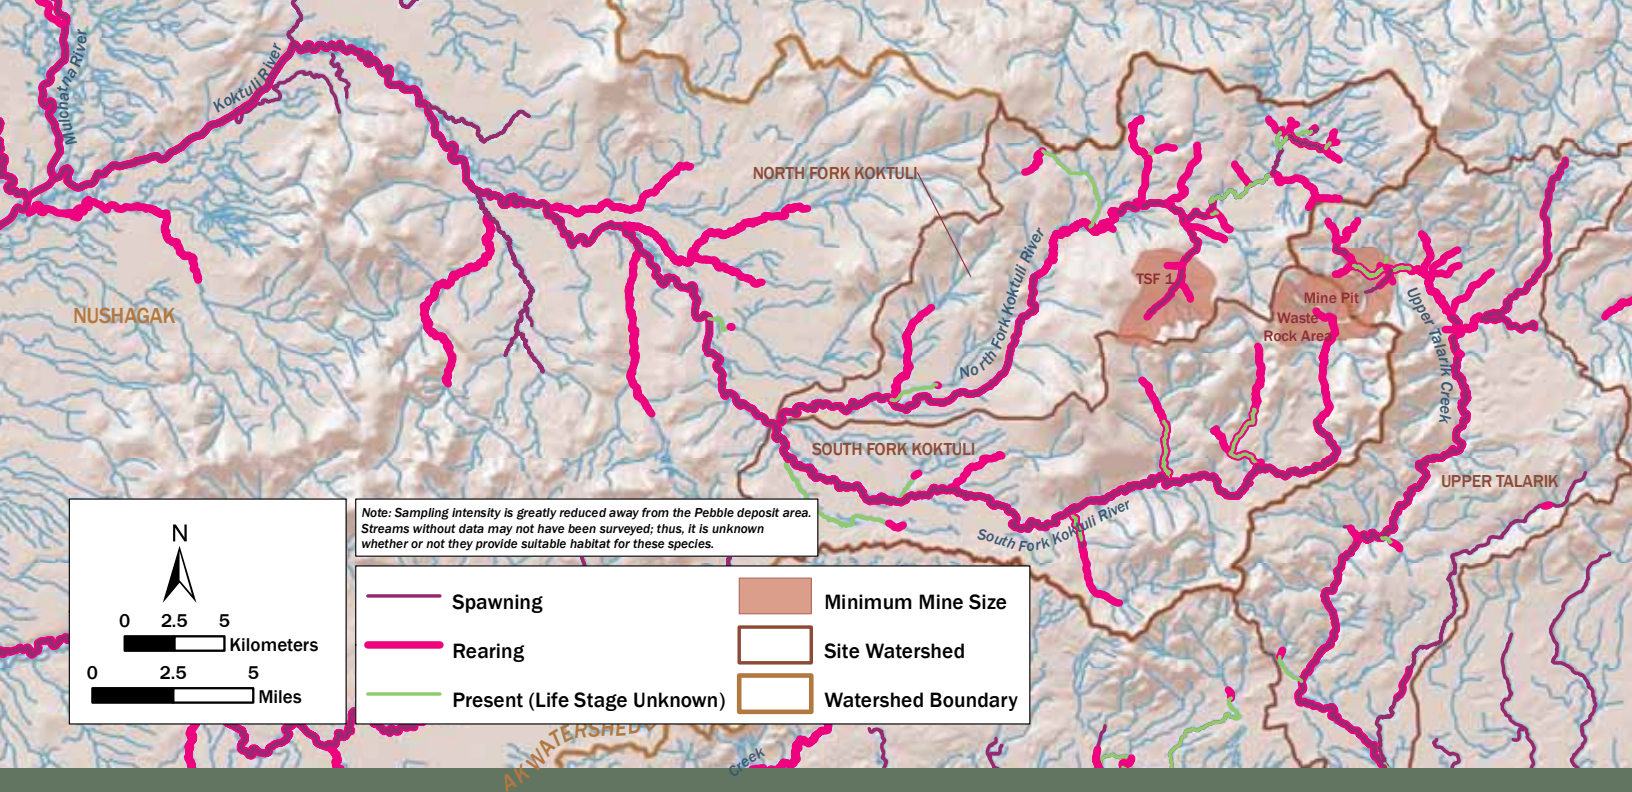 Mulchatna River
Koktuli River
NORTH FORK KOKTULI
North Fork Koktuli River
TSF 1
Mine Pit
Waste
Rock Area
Upper Talarik Creek
NUSHAGAK
SOUTH FORK KOKTULI
UPPER TALARIK
South Fork Koktuli River
Note: Sampling intensity is greatly reduced away from the Pebble deposit area.
Streams without data may not have been surveyed; thus, it is unknown
whether or not they provide suitable habitat for these species.
N
0 2.5 5
Kilometers
0 2.5 5
Miles
Spawning
Rearing
Present (Life Stage Unknown)
Minimum Mine Size
Site Watershed
Watershed Boundary
AK WATERSHED
Creek